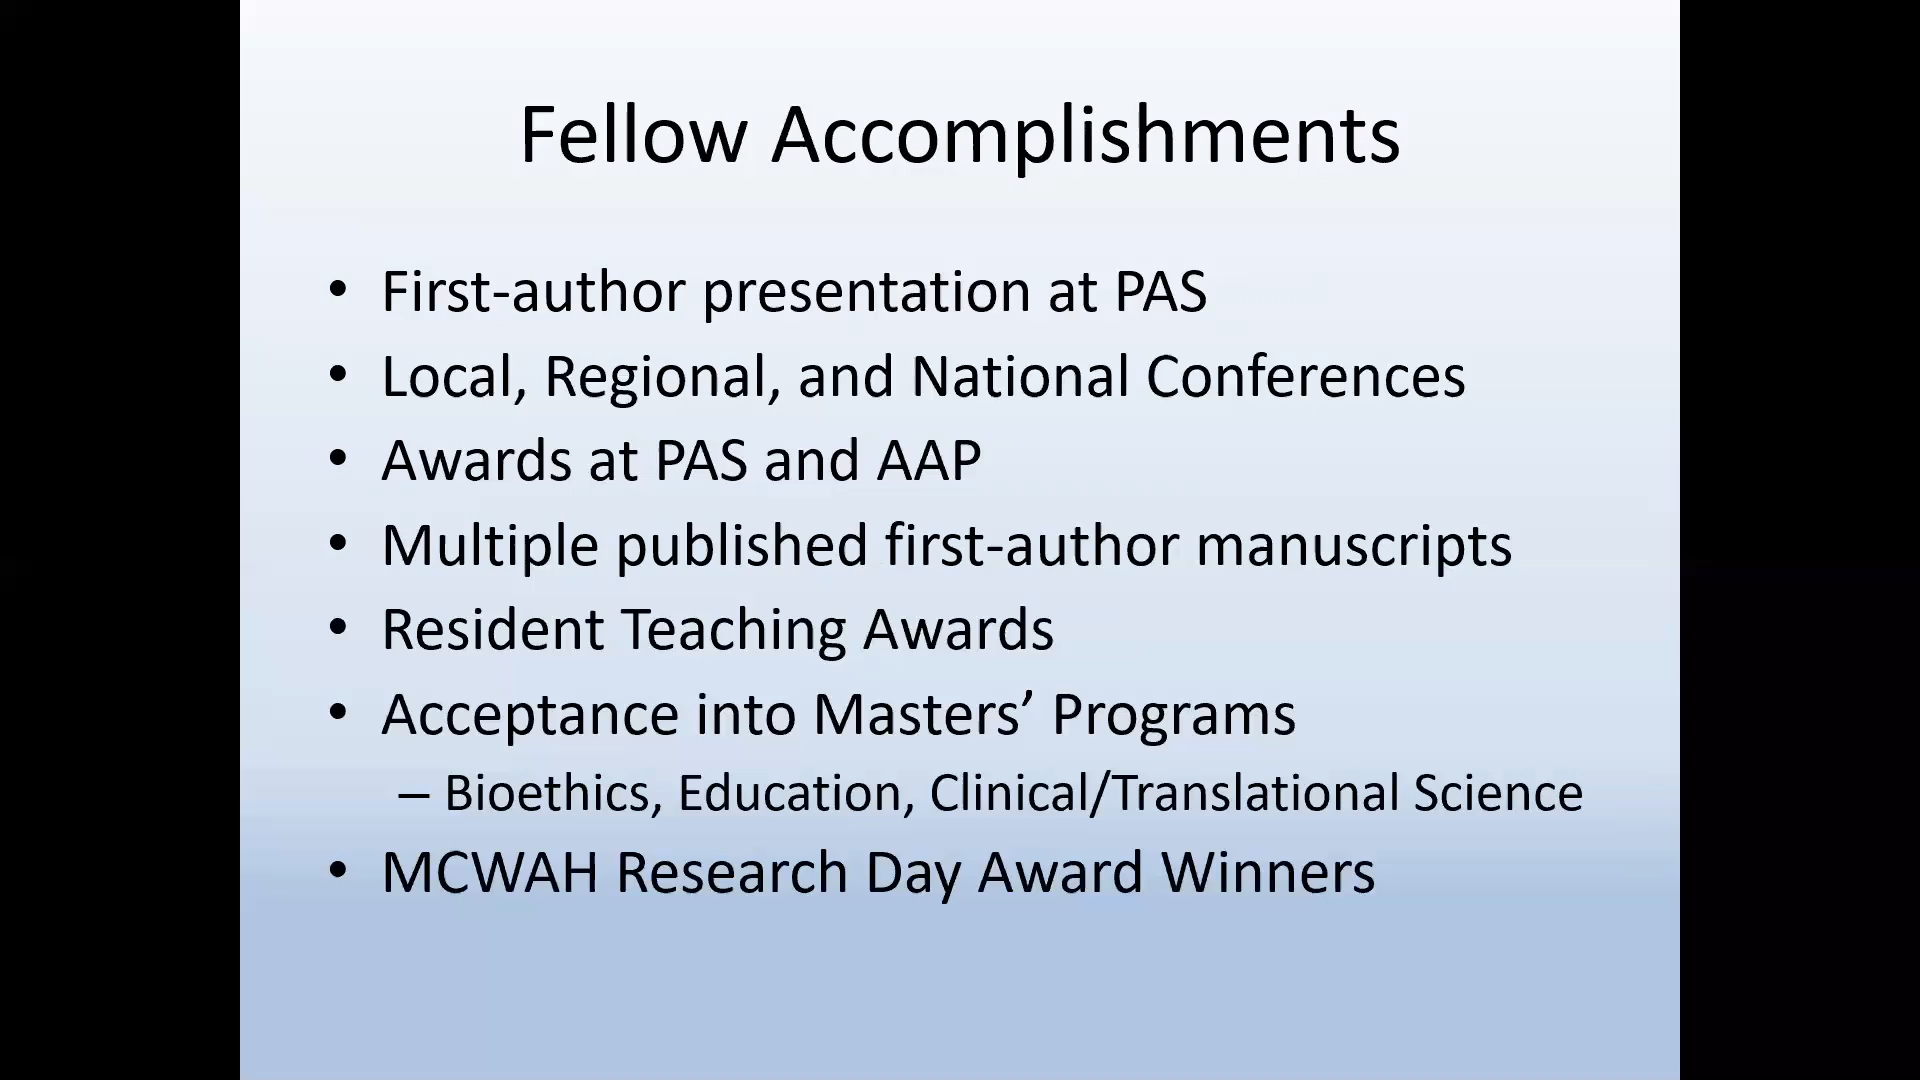 Fellow Accomplishments
• First-author presentation at PAS
• Local, Regional, and National Conferences
• Awards at PAS and AAP
• Multiple published first-author manuscripts
• Resident Teaching Awards
• Acceptance into Masters’ Programs
– Bioethics, Education, Clinical/Translational Science
• MCWAH Research Day Award Winners